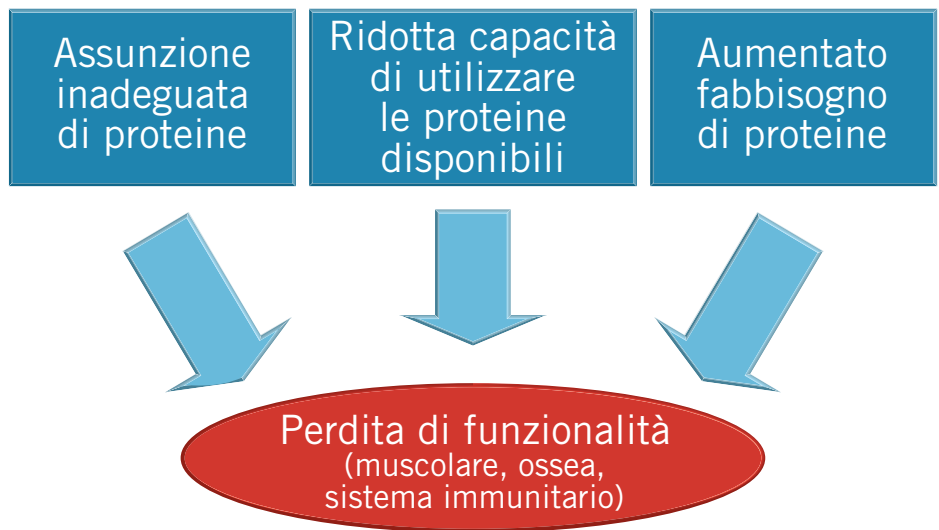 Assunzione
inadeguata
di proteine
Ridotta capacità
di utilizzare
le proteine
disponibili
Aumentato
fabbisogno
di proteine
Perdita di funzionalità
(muscolare, ossea,
sistema immunitario)